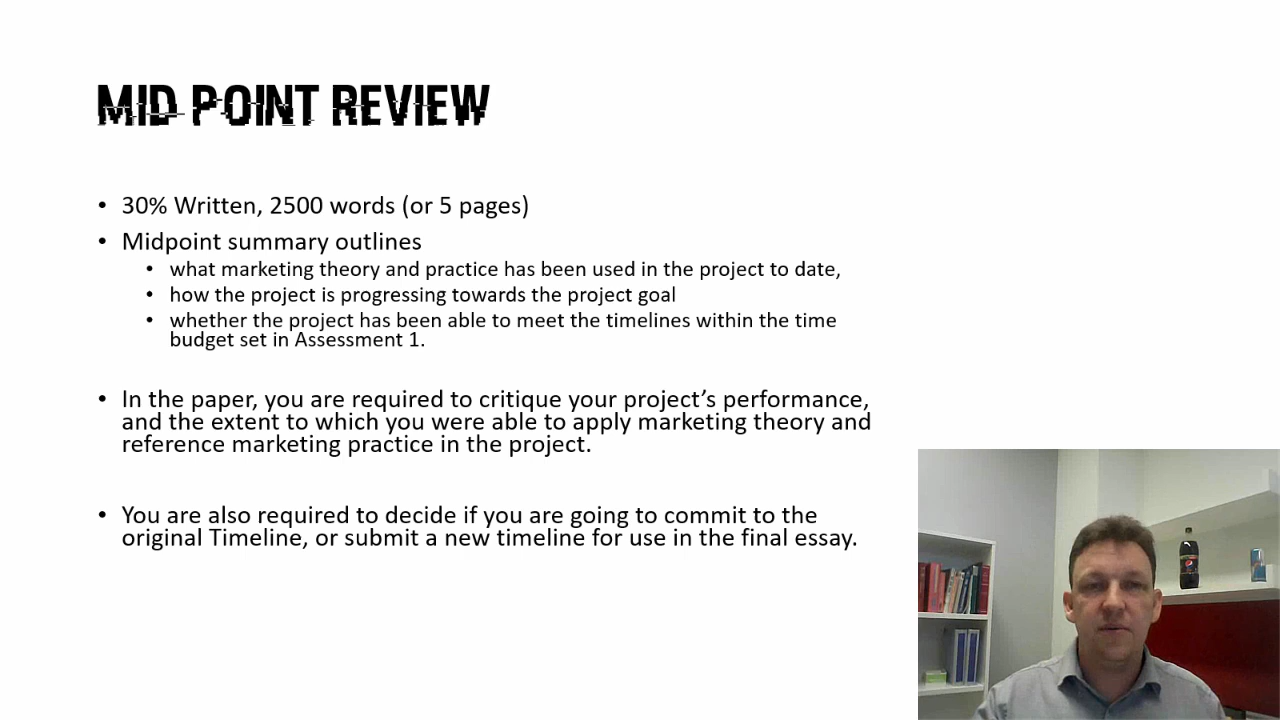 MID POINT REVIEW
• 30% Written, 2500 words (or 5 pages)
• Midpoint summary outlines
• what marketing theory and practice has been used in the project to date,
• how the project is progressing towards the project goal
• whether the project has been able to meet the timelines within the time
budget set in Assessment 1.
• In the paper, you are required to critique your project’s performance,
and the extent to which you were able to apply marketing theory and
reference marketing practice in the project.
• You are also required to decide if you are going to commit to the
original Timeline, or submit a new timeline for use in the final essay.